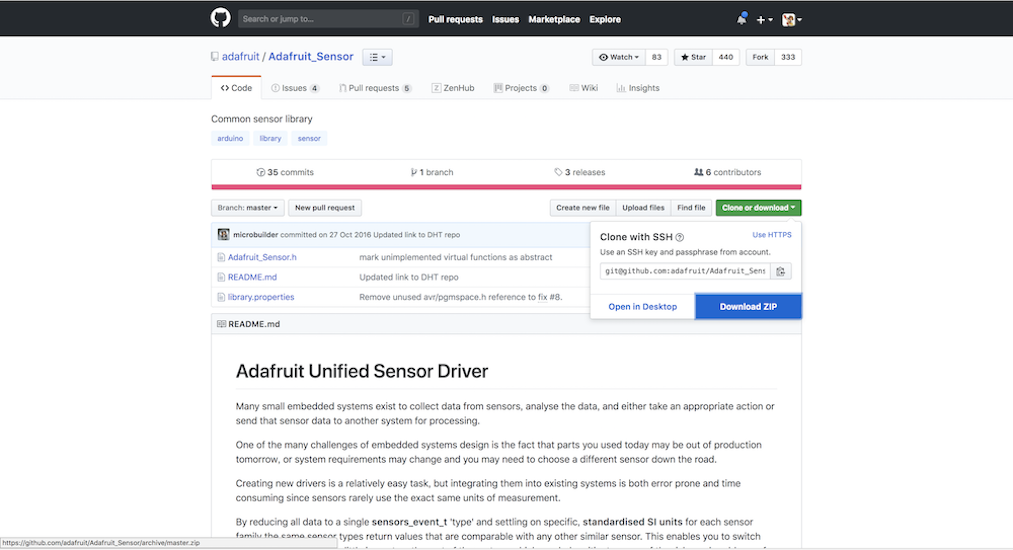 Search or jump to...
/
Pull requests Issues Marketplace Explore
adafruit / Adafruit_Sensor
Watch 83 Star 440 Fork 333
Code Issues 4 Pull requests 5 ZenHub Projects 0 Wiki Insights
Common sensor library
arduino library sensor
35 commits 1 branch 3 releases 6 contributors
Branch: master New pull request Create new file Upload files Find file Clone or download
microbuilder committed on 27 Oct 2016 Updated link to DHT repo
Adafruit_Sensor.h mark unimplemented virtual functions as abstract
README.md Updated link to DHT repo
library.properties Remove unused avr/pgmspace.h reference to fix #8.
Clone with SSH Use HTTPS
Use an SSH key and passphrase from account.
git@github.com:adafruit/Adafruit_Sens
Open in Desktop Download ZIP
README.md
Adafruit Unified Sensor Driver
Many small embedded systems exist to collect data from sensors, analyse the data, and either take an appropriate action or
send that sensor data to another system for processing.
One of the many challenges of embedded systems design is the fact that parts you used today may be out of production
tomorrow, or system requirements may change and you may need to choose a different sensor down the road.
Creating new drivers is a relatively easy task, but integrating them into existing systems is both error prone and time
consuming since sensors rarely use the exact same units of measurement.
By reducing all data to a single sensors_event_t 'type' and settling on specific, standardised SI units for each sensor
family the same sensor types return values that are comparable with any other similar sensor. This enables you to switch
https://github.com/adafruit/Adafruit_Sensor/archive/master.zip